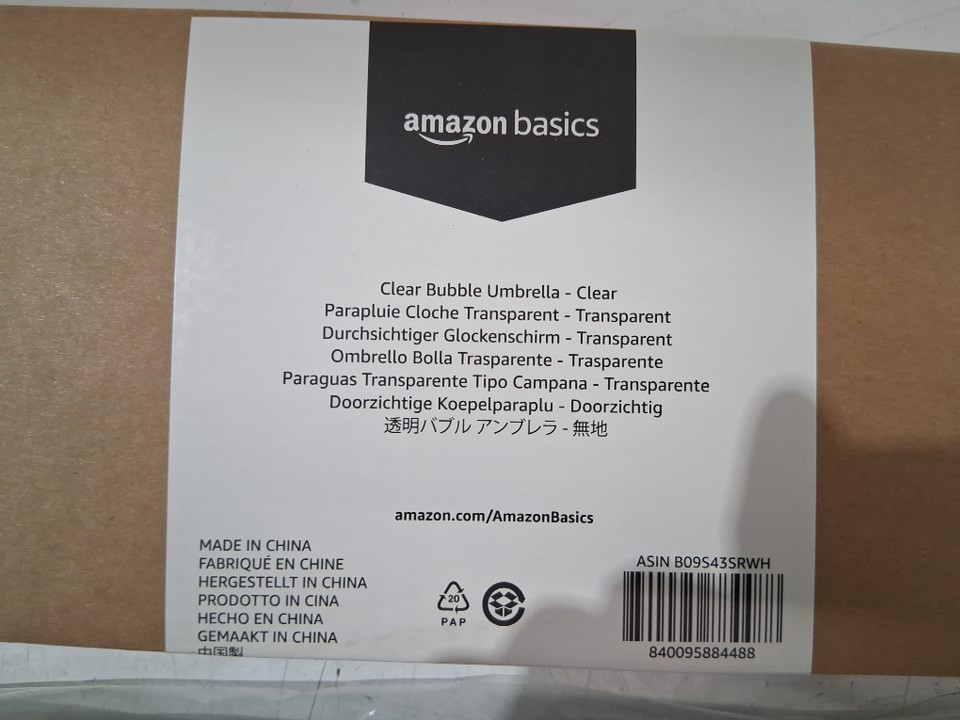 amazon basics
Clear Bubble Umbrella - Clear
Parapluie Cloche Transparent - Transparent
Durchsichtiger Glockenschirm - Transparent
Ombrello Bolla Trasparente - Trasparente
Paraguas Transparente Tipo Campana - Transparente
Doorzichtige Koepelparaplu - Doorzichtig
透明バブル アンブレラ - 無地
amazon.com/AmazonBasics
MADE IN CHINA
FABRIQUÉ EN CHINE
HERGESTELLT IN CHINA
PRODOTTO IN CINA
HECHO EN CHINA
GEMAAKT IN CHINA
中国製
20
PAP
ASIN B09S43SRWH
840095884488